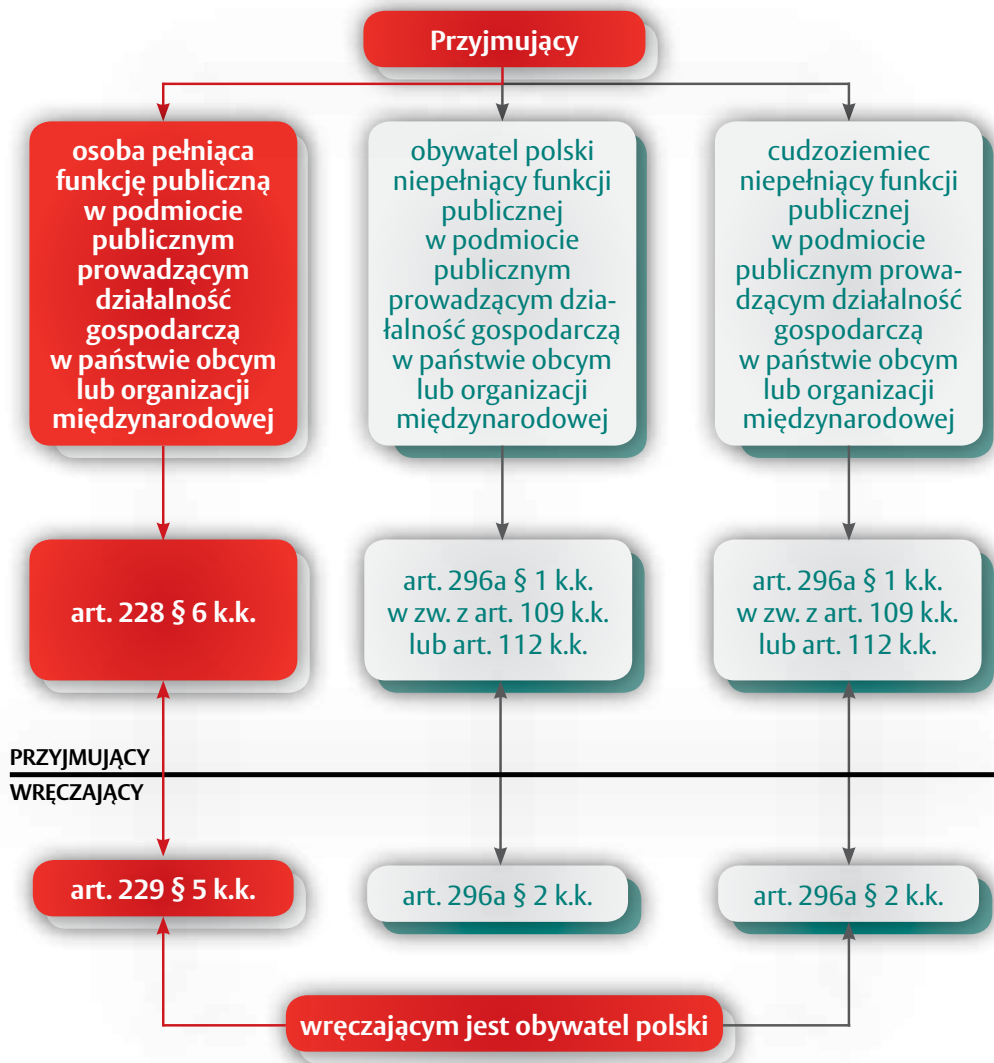 Przyjmujący
osoba pełniąca
funkcję publiczną
w podmiocie
publicznym
prowadzącym
działalność
gospodarczą
w państwie obcym
lub organizacji
międzynarodowej
obywatel polski
niepełniący funkcji
publicznej
w podmiocie
publicznym
prowadzącym dzia-
łalność gospodarczą
w państwie obcym
lub organizacji
międzynarodowej
cudzoziemiec
niepełniący funkcji
publicznej
w podmiocie
publicznym prowa-
dzącym działalność
gospodarczą
w państwie obcym
lub organizacji
międzynarodowej
art. 228 § 6 k.k.
art. 296a § 1 k.k.
w zw. z art. 109 k.k.
lub art. 112 k.k.
art. 296a § 1 k.k.
w zw. z art. 109 k.k.
lub art. 112 k.k.
PRZYJMUJĄCY
WRĘCZAJĄCY
art. 229 § 5 k.k.
art. 296a § 2 k.k.
art. 296a § 2 k.k.
wręczającym jest obywatel polski